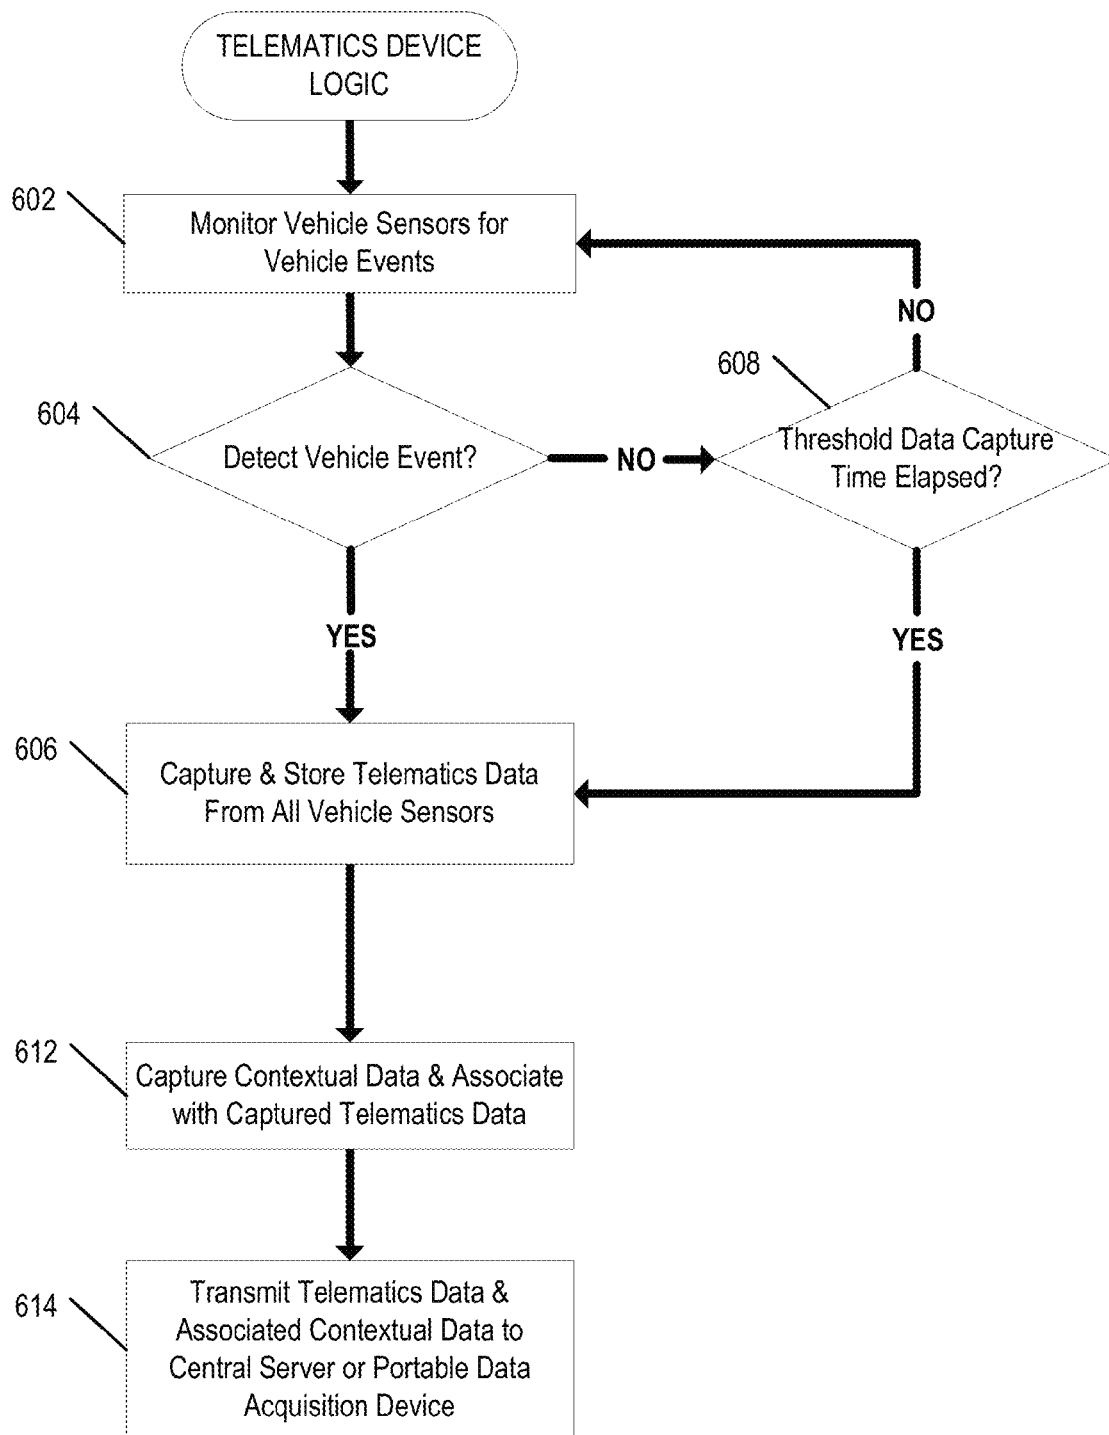 TELEMATICS DEVICE
LOGIC
602
Monitor Vehicle Sensors for
Vehicle Events
NO
608
604
Detect Vehicle Event?
NO
Threshold Data Capture
Time Elapsed?
YES
YES
606
Capture & Store Telematics Data
From All Vehicle Sensors
612
Capture Contextual Data & Associate
with Captured Telematics Data
614
Transmit Telematics Data &
Associated Contextual Data to
Central Server or Portable Data
Acquisition Device